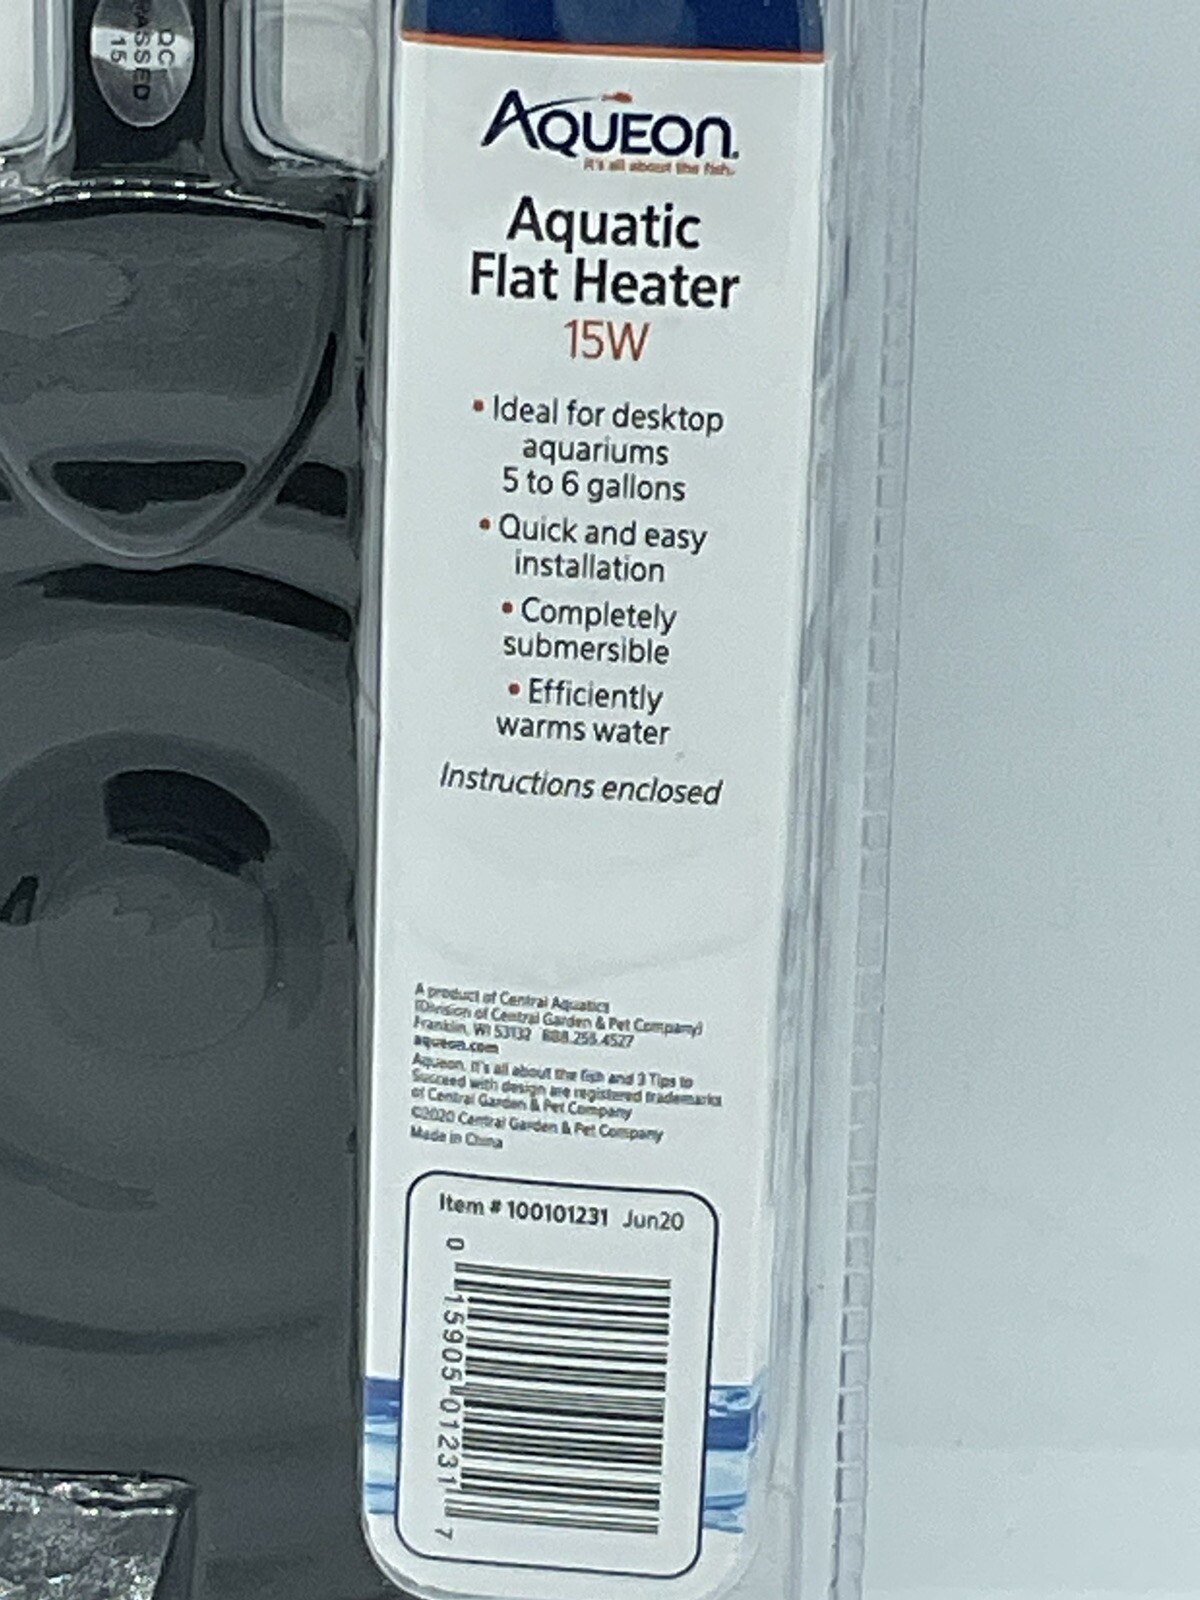 QC
PASSED
15
AQUEON.
it's all about the fish.
Aquatic
Flat Heater
15W
• Ideal for desktop
aquariums
5 to 6 gallons
• Quick and easy
installation
• Completely
submersible
• Efficiently
warms water
Instructions enclosed
A product of Central Aquatics
(Division of Central Garden & Pet Company)
Franklin, WI 53132 888.255.4527
aqueon.com
Aqueon, it's all about the fish and 3 Tips to
Succeed with design are registered trademarks
of Central Garden & Pet Company
©2020 Central Garden & Pet Company
Made in China
Item # 100101231 Jun20
0 15905 01231 7